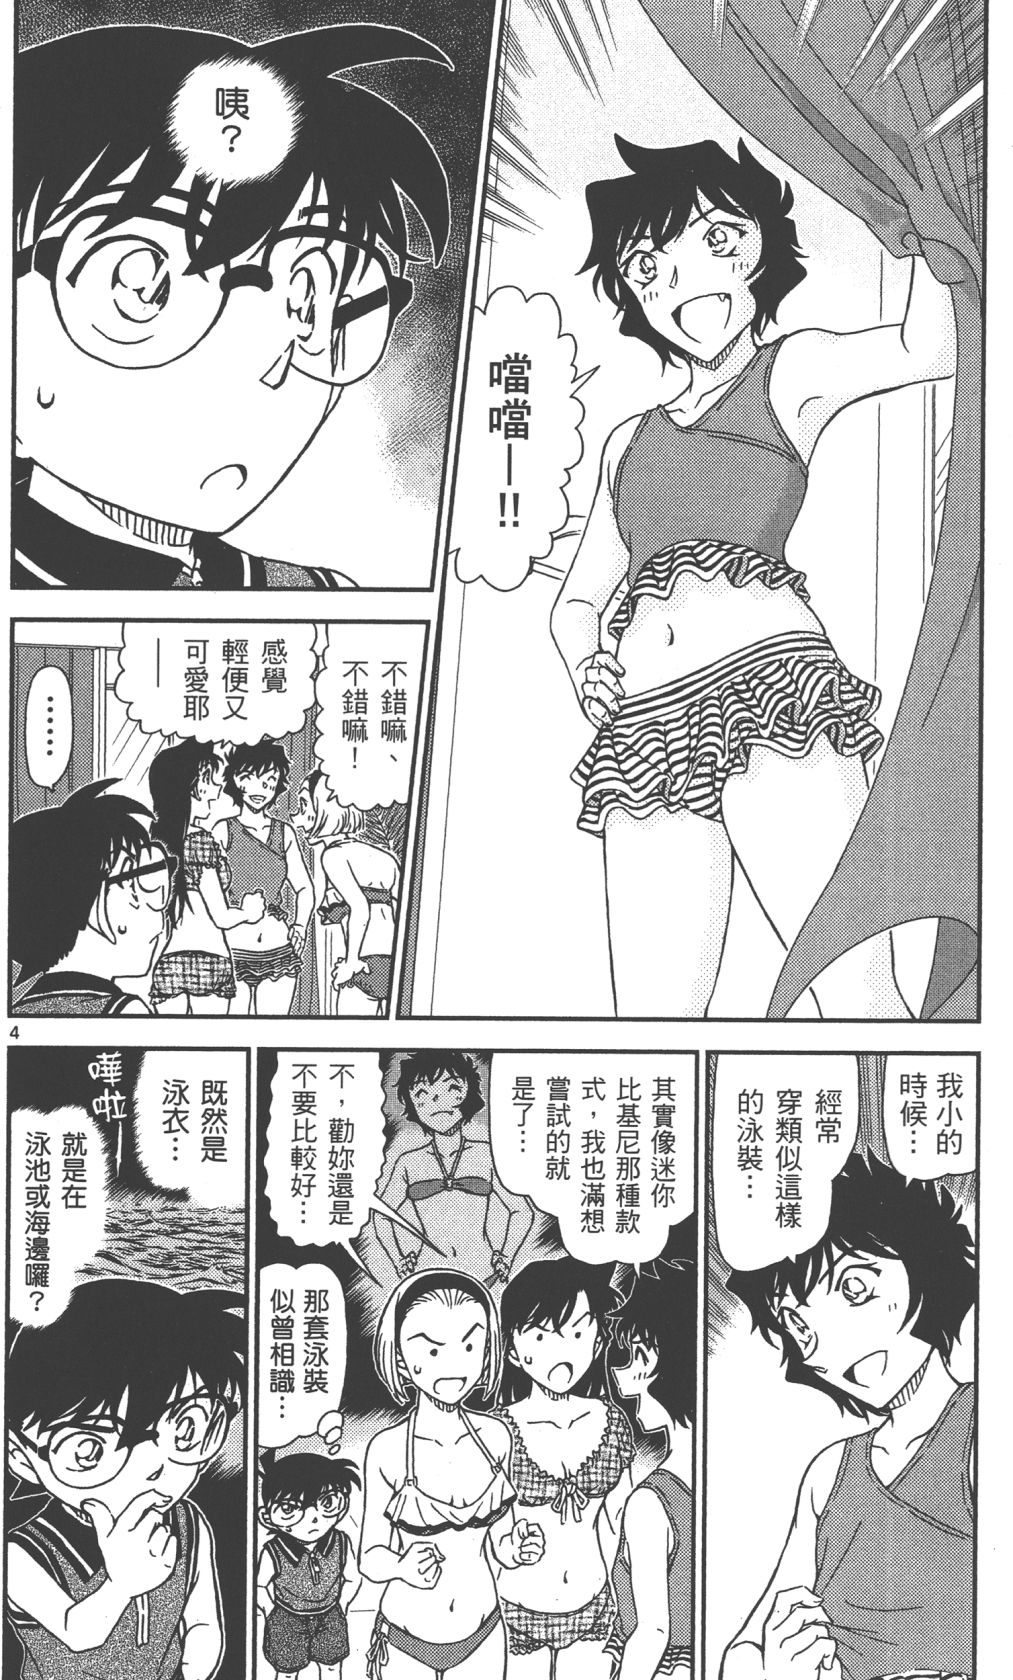 噹噹—!!
咦?
不錯嘛、
不錯嘛!
感覺
輕便又
可愛耶
—
……
4
我小的
時候…
經常
穿類似這樣
的泳裝…
其實像迷你
比基尼那種款
式,我也滿想
嘗試的就
是了…
不,勸妳還是
不要比較好…
那套泳裝
似曾相識…
既然是
泳衣…
嘩啦—
就是在
泳池或海邊囉?